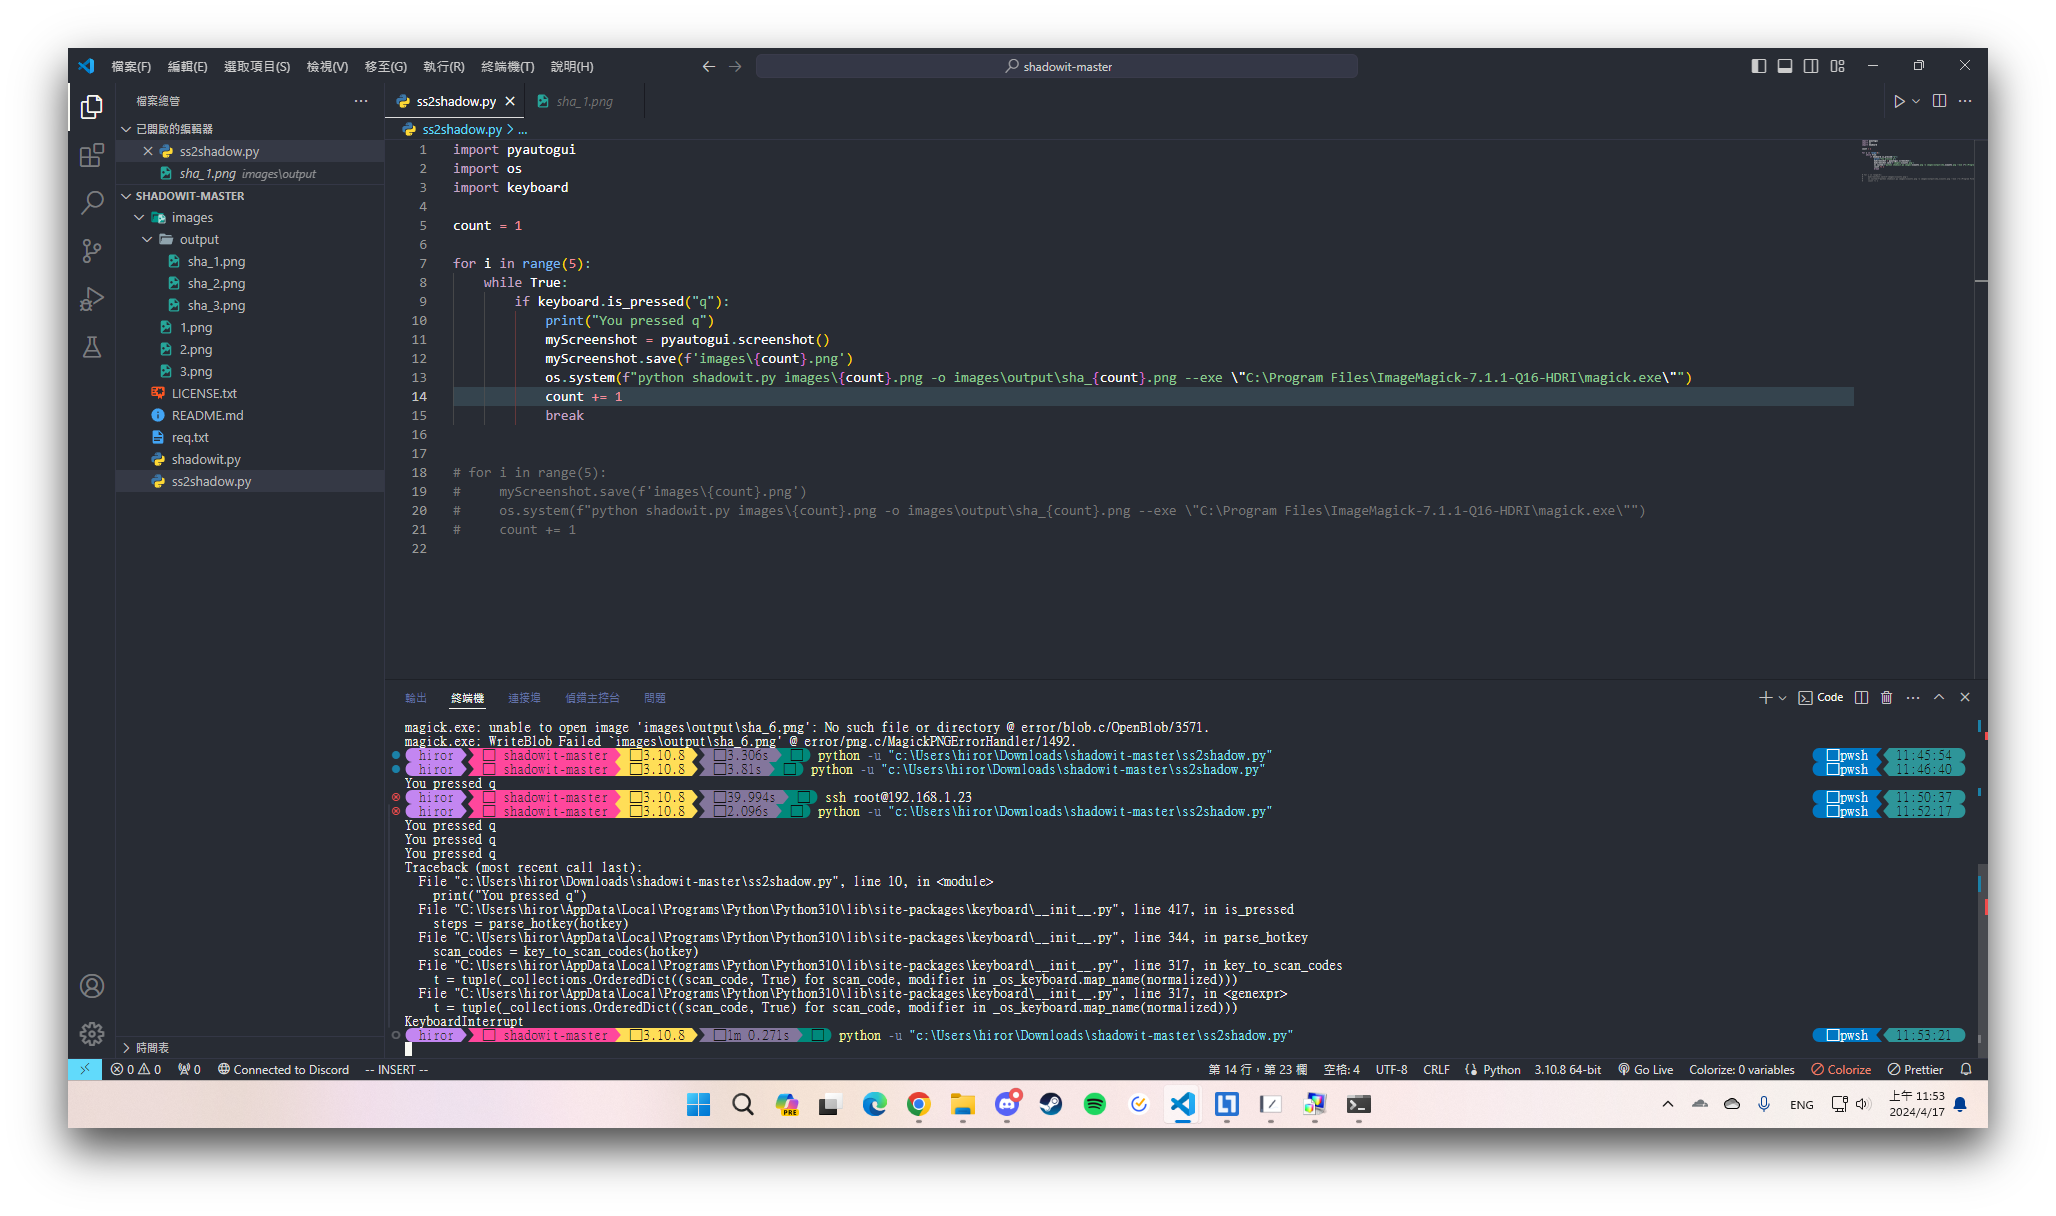 檔案(F) 編輯(E) 選取項目(S) 檢視(V) 移至(G) 執行(R) 終端機(T) 說明(H)
shadowit-master
檔案總管
已開啟的編輯器
ss2shadow.py
sha_1.png images\output
SHADOWIT-MASTER
images
output
sha_1.png
sha_2.png
sha_3.png
1.png
2.png
3.png
LICENSE.txt
README.md
req.txt
shadowit.py
ss2shadow.py
時間表
ss2shadow.py
sha_1.png
ss2shadow.py > ...
1 import pyautogui
2 import os
3 import keyboard
4
5 count = 1
6
7 for i in range(5):
8 while True:
9 if keyboard.is_pressed("q"):
10 print("You pressed q")
11 myScreenshot = pyautogui.screenshot()
12 myScreenshot.save(f'images\{count}.png')
13 os.system(f"python shadowit.py images\{count}.png -o images\output\sha_{count}.png --exe \"C:\Program Files\ImageMagick-7.1.1-Q16-HDRI\magick.exe\"")
14 count += 1
15 break
16
17
18 # for i in range(5):
19 # myScreenshot.save(f'images\{count}.png')
20 # os.system(f"python shadowit.py images\{count}.png -o images\output\sha_{count}.png --exe \"C:\Program Files\ImageMagick-7.1.1-Q16-HDRI\magick.exe\"")
21 # count += 1
22
輸出 終端機 連接埠 偵錯主控台 問題
Code
magick.exe: unable to open image 'images\output\sha_6.png': No such file or directory @ error/blob.c/OpenBlob/3571.
magick.exe: WriteBlob Failed `images\output\sha_6.png' @ error/png.c/MagickPNGErrorHandler/1492.
hiror shadowit-master 3.10.8 3.306s python -u "c:\Users\hiror\Downloads\shadowit-master\ss2shadow.py" pwsh 11:45:54
hiror shadowit-master 3.10.8 3.81s python -u "c:\Users\hiror\Downloads\shadowit-master\ss2shadow.py" pwsh 11:46:40
You pressed q
hiror shadowit-master 3.10.8 39.994s ssh root@192.168.1.23 pwsh 11:50:37
hiror shadowit-master 3.10.8 2.096s python -u "c:\Users\hiror\Downloads\shadowit-master\ss2shadow.py" pwsh 11:52:17
You pressed q
You pressed q
You pressed q
Traceback (most recent call last):
File "c:\Users\hiror\Downloads\shadowit-master\ss2shadow.py", line 10, in <module>
print("You pressed q")
File "C:\Users\hiror\AppData\Local\Programs\Python\Python310\lib\site-packages\keyboard\__init__.py", line 417, in is_pressed
steps = parse_hotkey(hotkey)
File "C:\Users\hiror\AppData\Local\Programs\Python\Python310\lib\site-packages\keyboard\__init__.py", line 344, in parse_hotkey
scan_codes = key_to_scan_codes(hotkey)
File "C:\Users\hiror\AppData\Local\Programs\Python\Python310\lib\site-packages\keyboard\__init__.py", line 317, in key_to_scan_codes
t = tuple(_collections.OrderedDict((scan_code, True) for scan_code, modifier in _os_keyboard.map_name(normalized)))
File "C:\Users\hiror\AppData\Local\Programs\Python\Python310\lib\site-packages\keyboard\__init__.py", line 317, in <genexpr>
t = tuple(_collections.OrderedDict((scan_code, True) for scan_code, modifier in _os_keyboard.map_name(normalized)))
KeyboardInterrupt
hiror shadowit-master 3.10.8 1m 0.271s python -u "c:\Users\hiror\Downloads\shadowit-master\ss2shadow.py" pwsh 11:53:21
0 0 0 Connected to Discord -- INSERT -- 第 14 行，第 23 欄 空格: 4 UTF-8 CRLF Python 3.10.8 64-bit Go Live Colorize: 0 variables Colorize Prettier
PRE
ENG
上午 11:53
2024/4/17